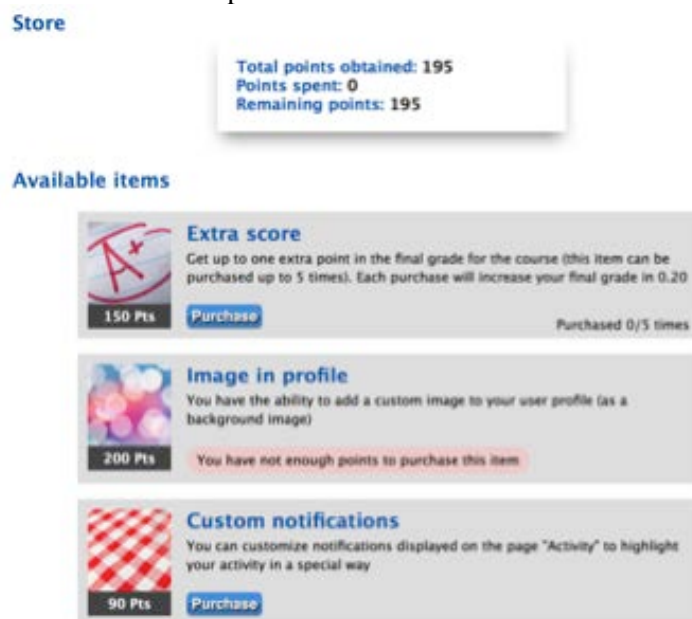 Store
Total points obtained: 195
Points spent: 0
Remaining points: 195
Available items
A+
Extra score
Get up to one extra point in the final grade for the course (this item can be
purchased up to 5 times). Each purchase will increase your final grade in 0.20
150 Pts
Purchase
Purchased 0/5 times
Image in profile
You have the ability to add a custom image to your user profile (as a
background image)
200 Pts
You have not enough points to purchase this item
Custom notifications
You can customize notifications displayed on the page "Activity" to highlight
your activity in a special way
90 Pts
Purchase